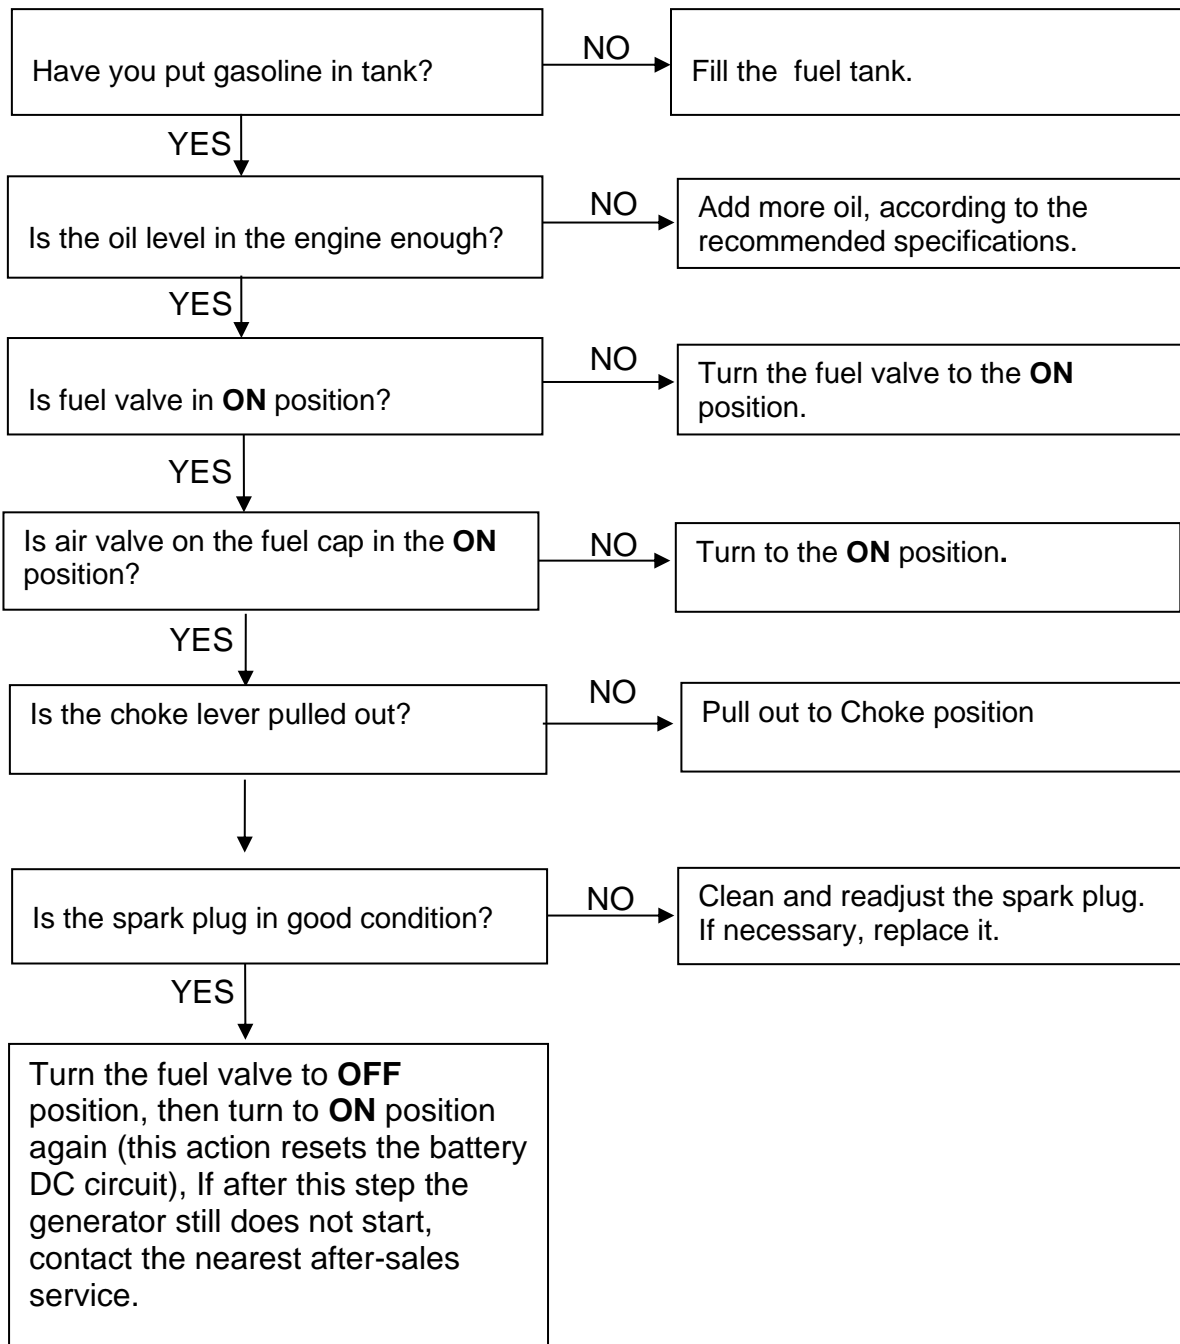 Have you put gasoline in tank?
NO
Fill the  fuel tank.
YES
Is the oil level in the engine enough?
NO
Add more oil, according to the
recommended specifications.
YES
Is fuel valve in ON position?
NO
Turn the fuel valve to the ON
position.
YES
Is air valve on the fuel cap in the ON
position?
NO
Turn to the ON position.
YES
Is the choke lever pulled out?
NO
Pull out to Choke position
Is the spark plug in good condition?
NO
Clean and readjust the spark plug.
If necessary, replace it.
YES
Turn the fuel valve to OFF
position, then turn to ON position
again (this action resets the battery
DC circuit), If after this step the
generator still does not start,
contact the nearest after-sales
service.